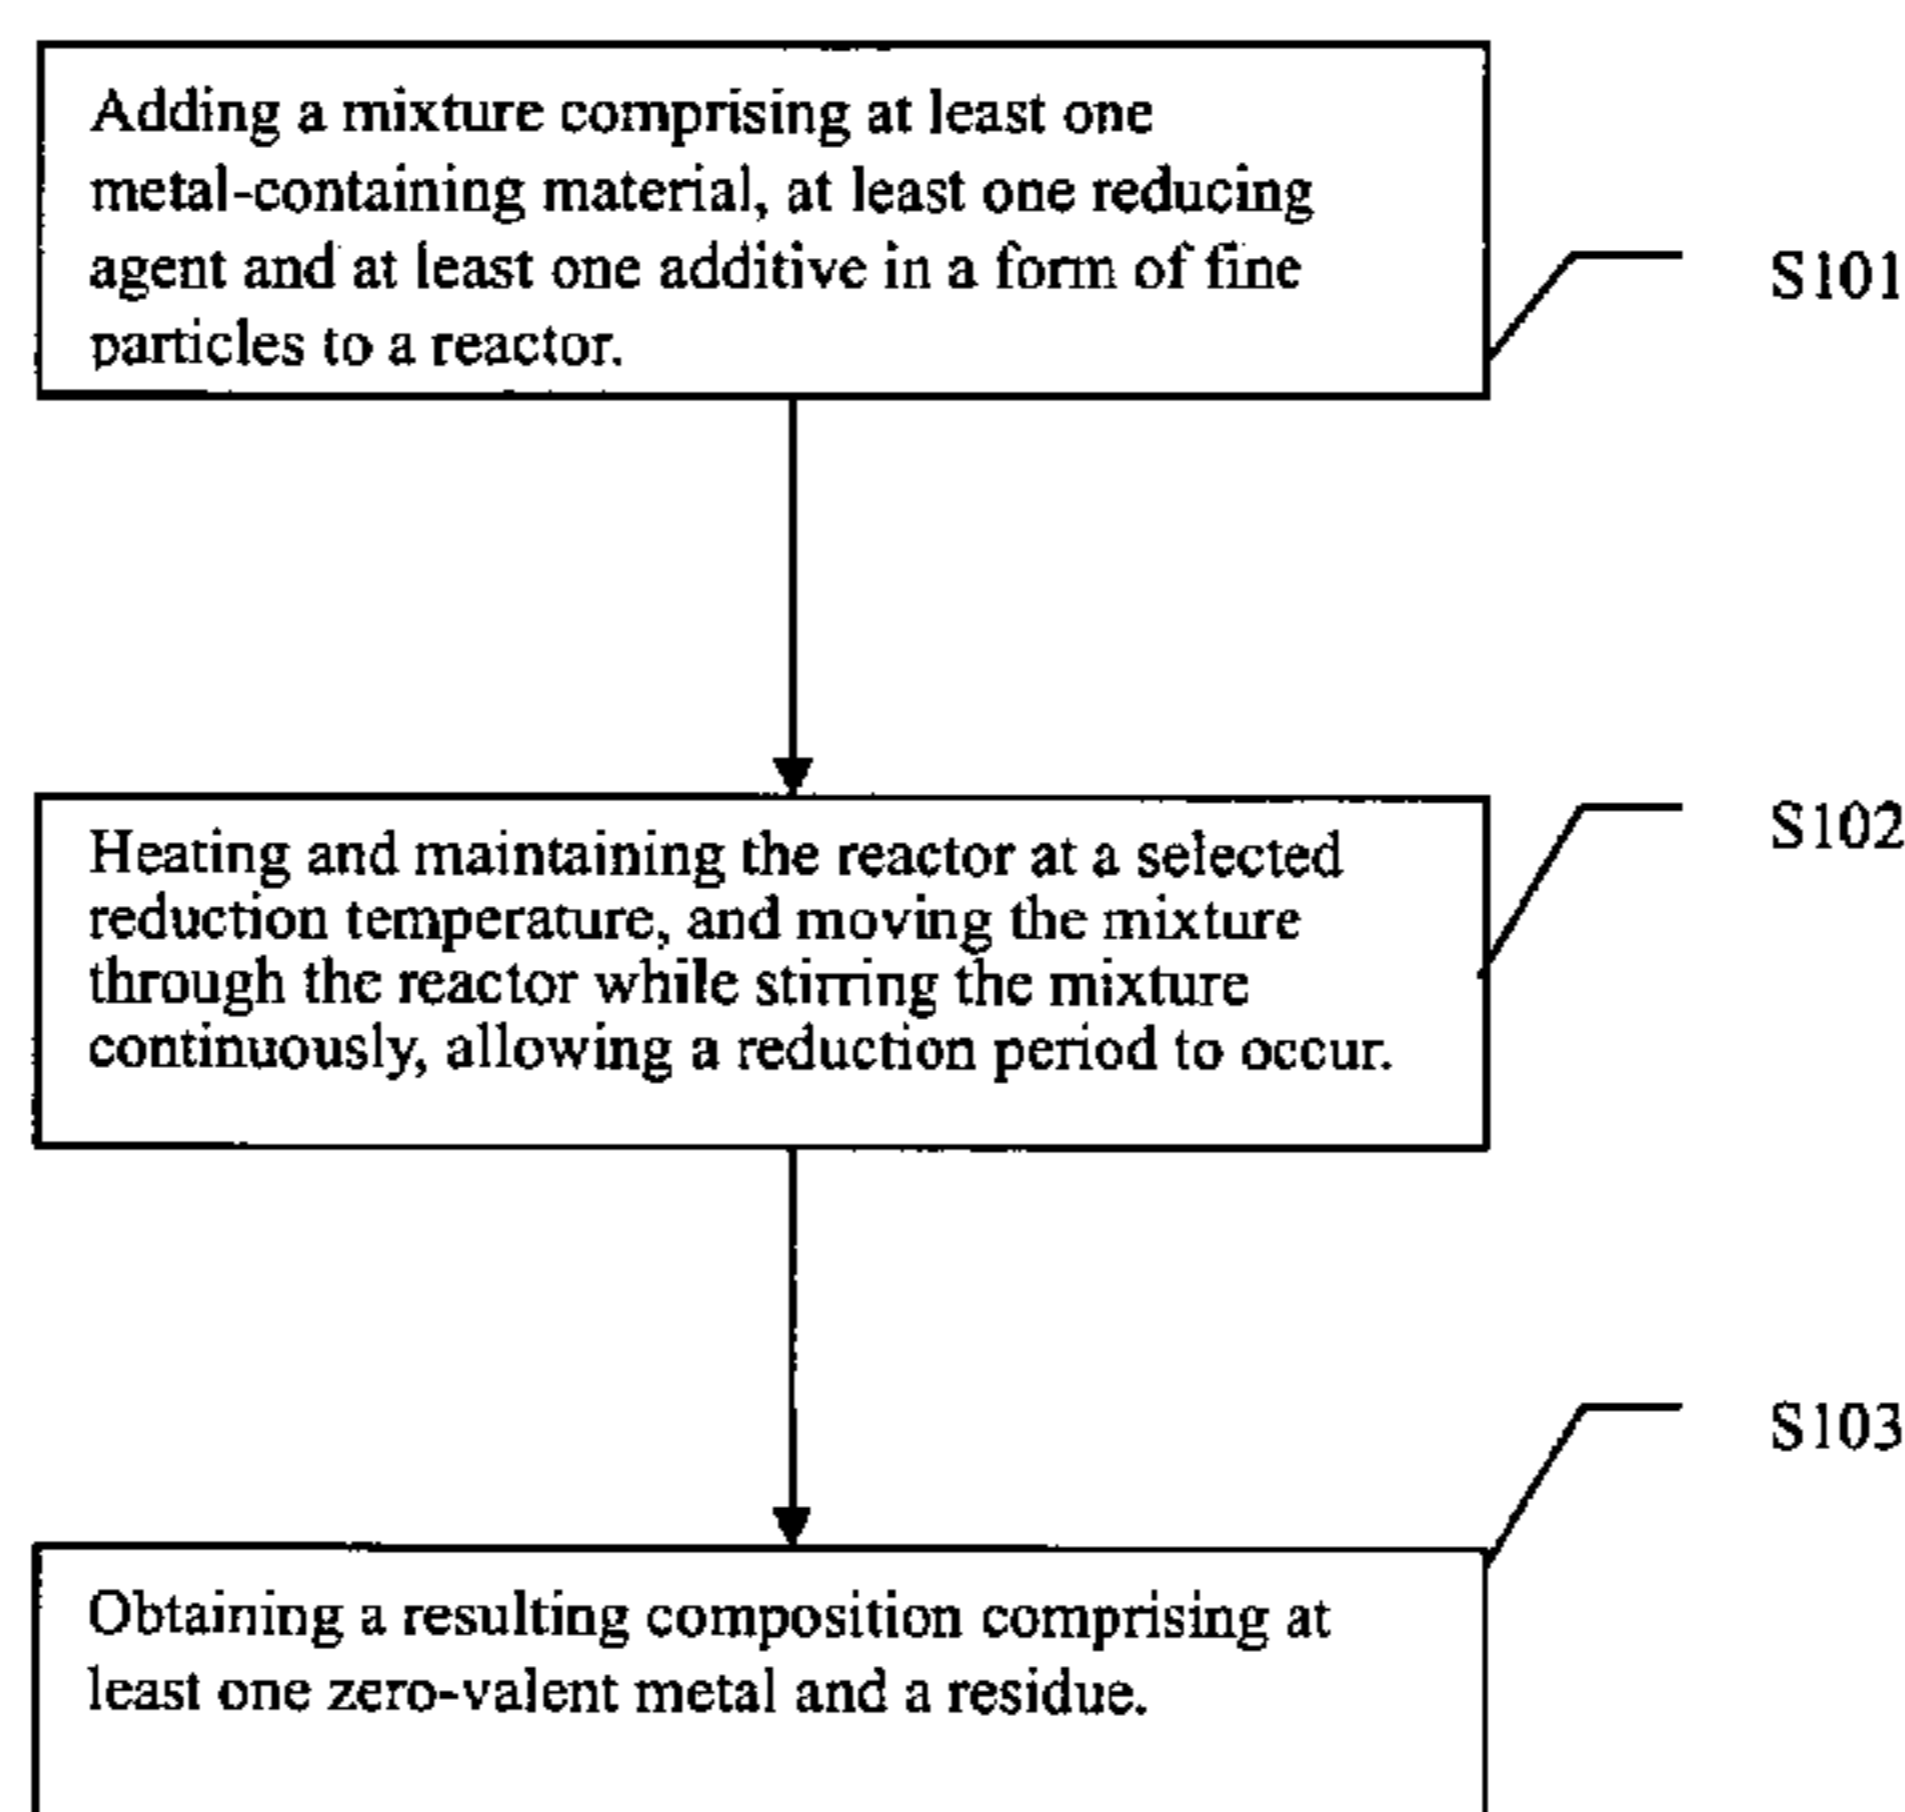 Adding a mixture comprising at least one
metal-containing material, at least one reducing
agent and at least one additive in a form of fine
particles to a reactor.
S101
Heating and maintaining the reactor at a selected
reduction temperature, and moving the mixture
through the reactor while stirring the mixture
continuously, allowing a reduction period to occur.
S102
S103
Obtaining a resulting composition comprising at
least one zero-valent metal and a residue.